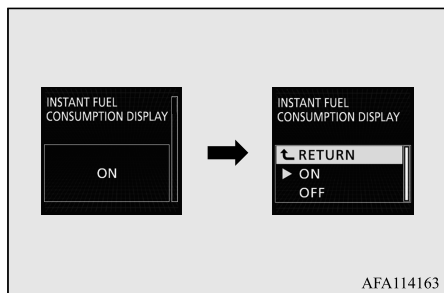 INSTANT FUEL
CONSUMPTION DISPLAY
ON
INSTANT FUEL
CONSUMPTION DISPLAY
RETURN
ON
OFF
AFA114163